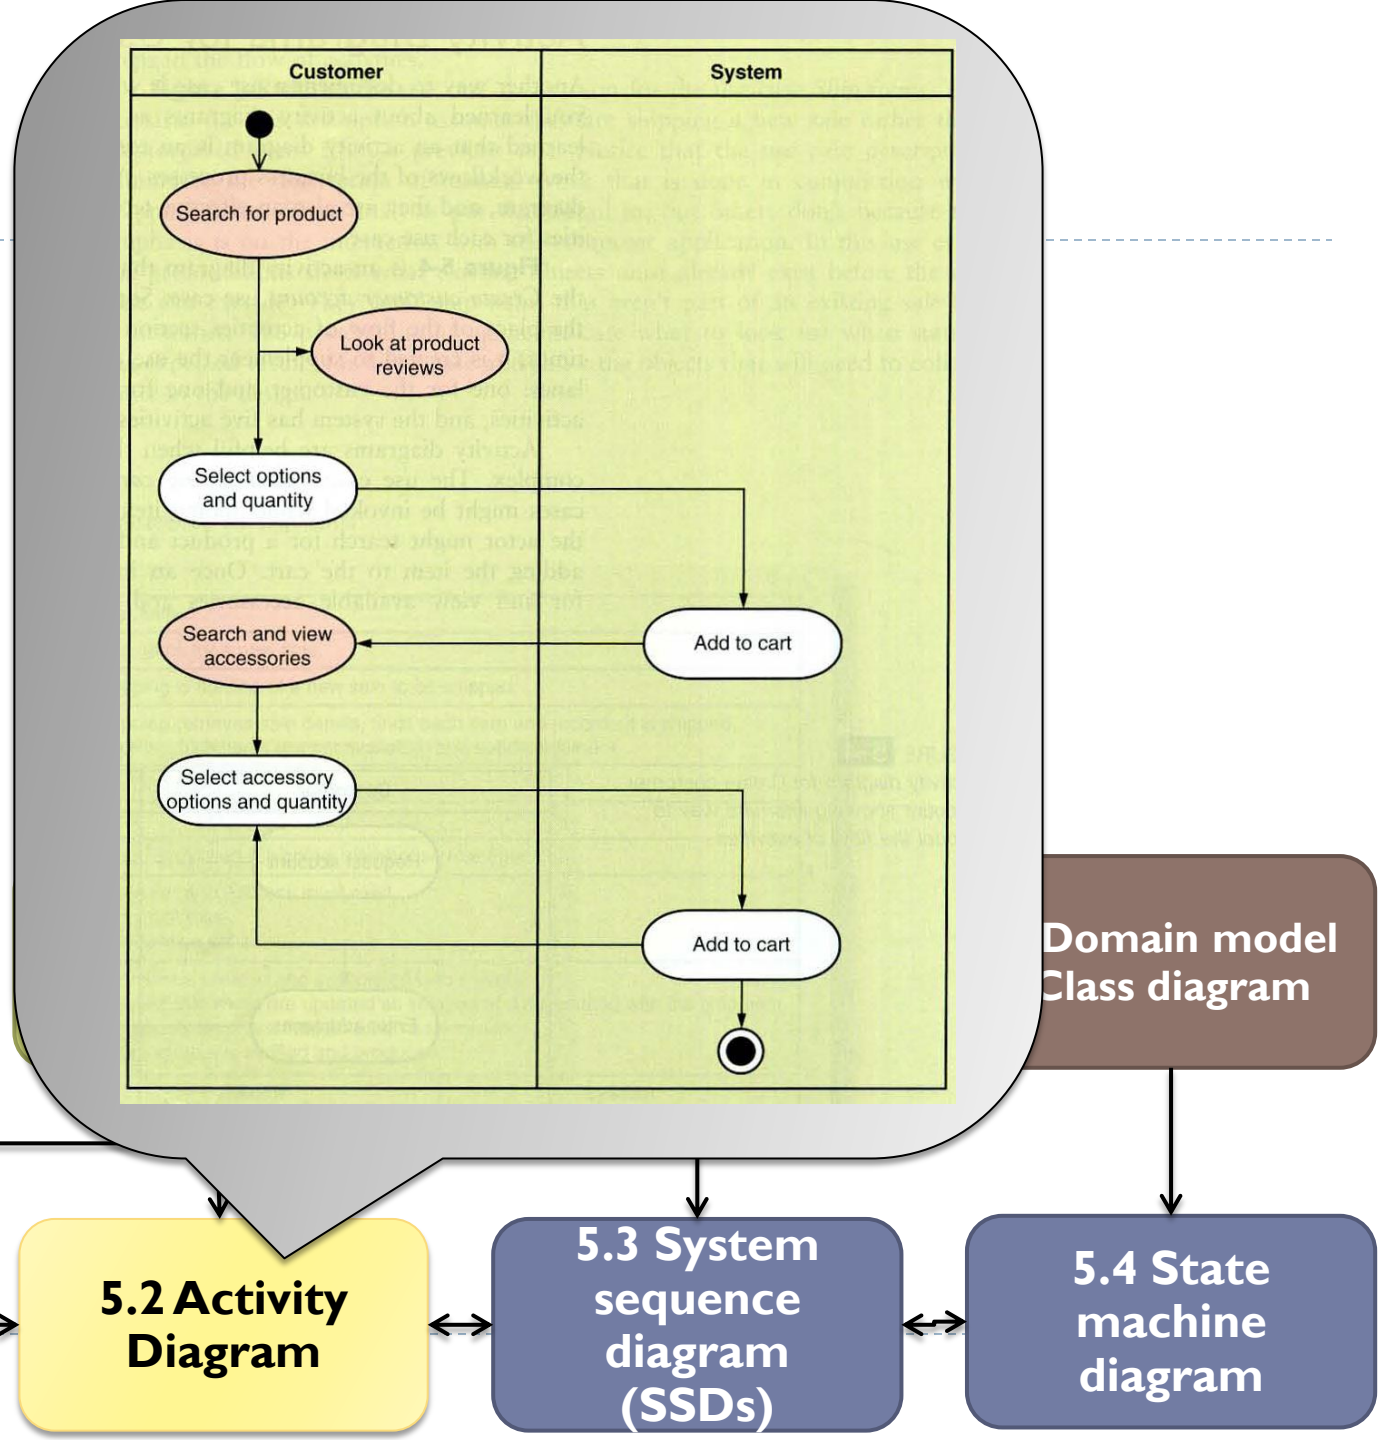 Customer
System
Search for product
Look at product
reviews
Select options
and quantity
Search and view
accessories
Add to cart
Select accessory
options and quantity
Add to cart
Domain model
Class diagram
5.2 Activity
Diagram
5.3 System
sequence
diagram
(SSDs)
5.4 State
machine
diagram